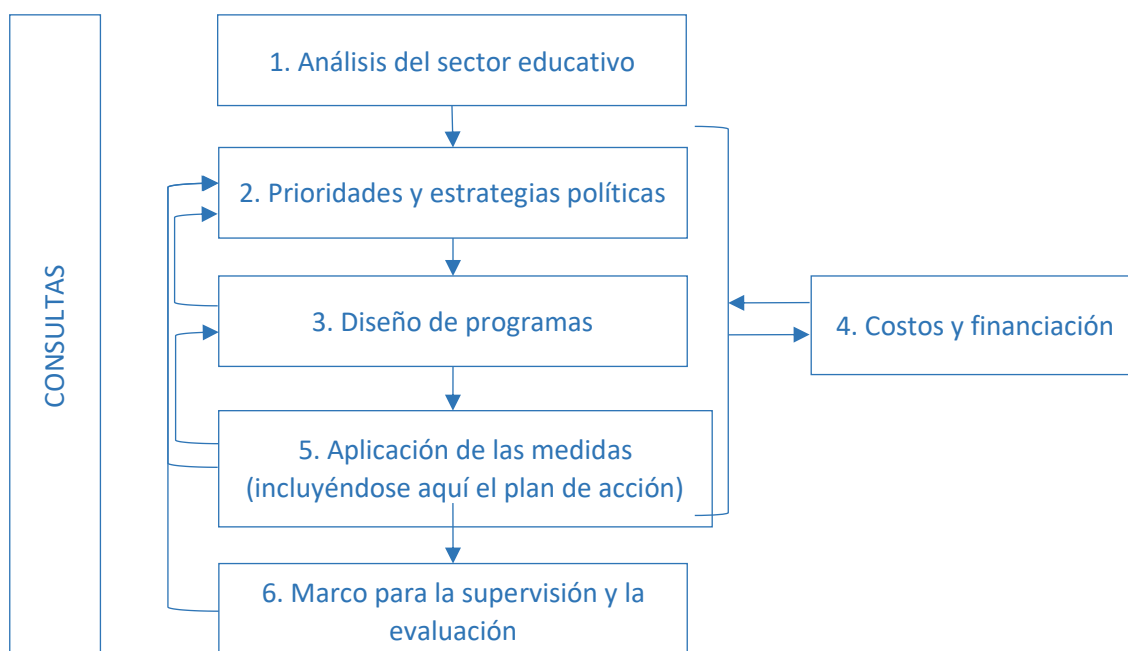 CONSULTAS
1. Análisis del sector educativo
2. Prioridades y estrategias políticas
3. Diseño de programas
4. Costos y financiación
5. Aplicación de las medidas
(incluyéndose aquí el plan de acción)
6. Marco para la supervisión y la
evaluación